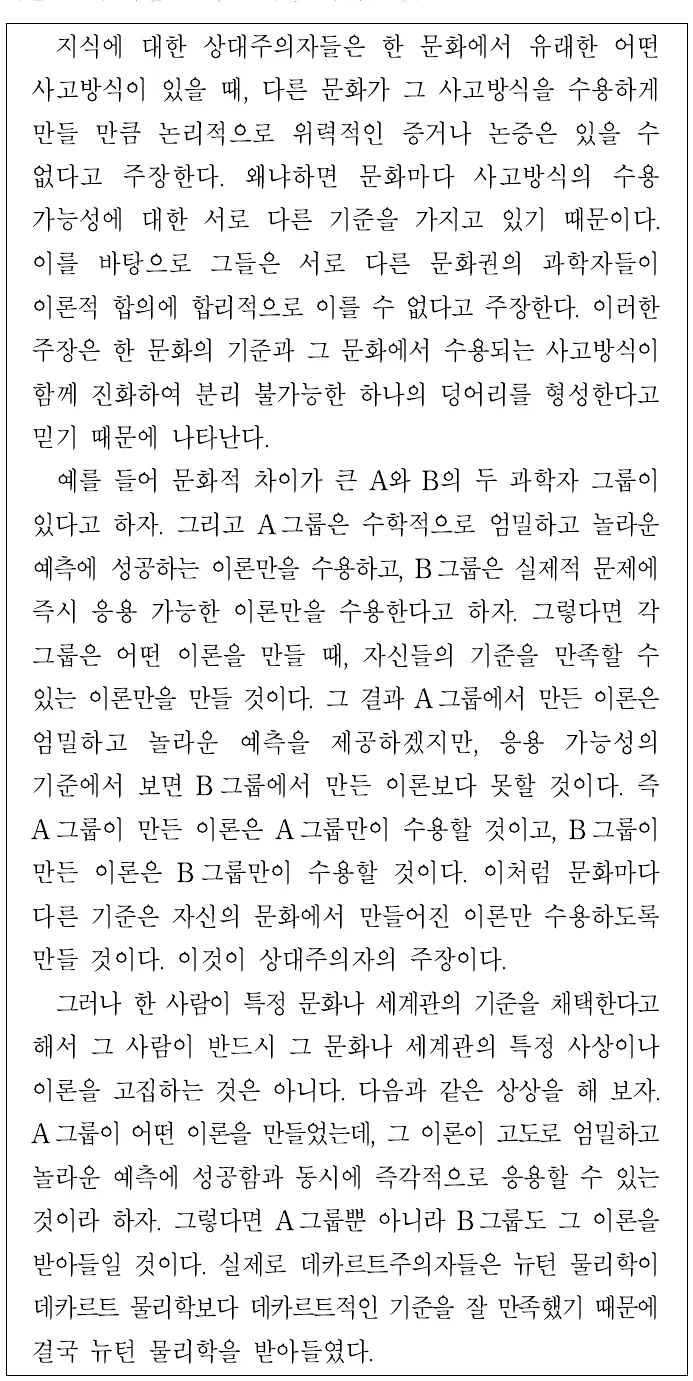 지식에 대한 상대주의자들은 한 문화에서 유래한 어떤
사고방식이 있을 때, 다른 문화가 그 사고방식을 수용하게
만들 만큼 논리적으로 위력적인 증거나 논증은 있을 수
없다고 주장한다. 왜냐하면 문화마다 사고방식의 수용
가능성에 대한 서로 다른 기준을 가지고 있기 때문이다.
이를 바탕으로 그들은 서로 다른 문화권의 과학자들이
이론적 합의에 합리적으로 이를 수 없다고 주장한다. 이러한
주장은 한 문화의 기준과 그 문화에서 수용되는 사고방식이
함께 진화하여 분리 불가능한 하나의 덩어리를 형성한다고
믿기 때문에 나타난다.
예를 들어 문화적 차이가 큰 A와 B의 두 과학자 그룹이
있다고 하자. 그리고 A그룹은 수학적으로 엄밀하고 놀라운
예측에 성공하는 이론만을 수용하고, B그룹은 실제적 문제에
즉시 응용 가능한 이론만을 수용한다고 하자. 그렇다면 각
그룹은 어떤 이론을 만들 때, 자신들의 기준을 만족할 수
있는 이론만을 만들 것이다. 그 결과 A그룹에서 만든 이론은
엄밀하고 놀라운 예측을 제공하겠지만, 응용 가능성의
기준에서 보면 B그룹에서 만든 이론보다 못할 것이다. 즉
A그룹이 만든 이론은 A그룹만이 수용할 것이고, B그룹이
만든 이론은 B그룹만이 수용할 것이다. 이처럼 문화마다
다른 기준은 자신의 문화에서 만들어진 이론만 수용하도록
만들 것이다. 이것이 상대주의자의 주장이다.
그러나 한 사람이 특정 문화나 세계관의 기준을 채택한다고
해서 그 사람이 반드시 그 문화나 세계관의 특정 사상이나
이론을 고집하는 것은 아니다. 다음과 같은 상상을 해 보자.
A그룹이 어떤 이론을 만들었는데, 그 이론이 고도로 엄밀하고
놀라운 예측에 성공함과 동시에 즉각적으로 응용할 수 있는
것이라 하자. 그렇다면 A그룹뿐 아니라 B그룹도 그 이론을
받아들일 것이다. 실제로 데카르트주의자들은 뉴턴 물리학이
데카르트 물리학보다 데카르트적인 기준을 잘 만족했기 때문에
결국 뉴턴 물리학을 받아들였다.